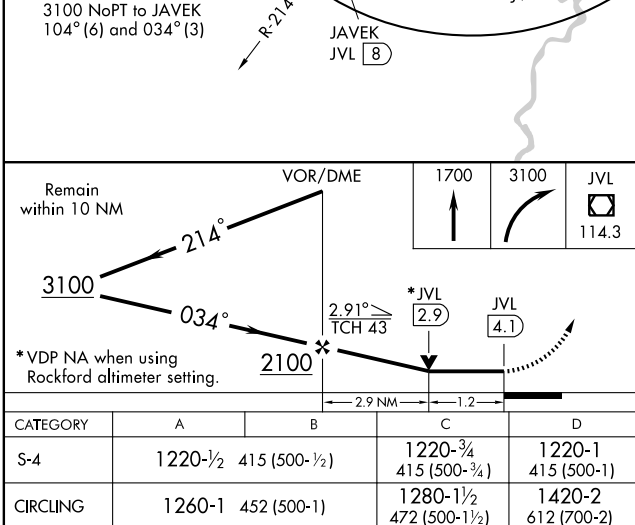 3100 NoPT to JAVEK
104° (6) and 034° (3)
R-214
JAVEK
JVL 8
Remain
within 10 NM
VOR/DME
1700
3100
JVL
114.3
214°
3100
034°
2.91°
TCH 43
*JVL
2.9
JVL
4.1
2100
*VDP NA when using
Rockford altimeter setting.
2.9 NM
1.2
CATEGORY A B C D
S-4 1220-½ 415 (500-½) 1220-¾ 415 (500-¾) 1220-1 415 (500-1)
CIRCLING 1260-1 452 (500-1) 1280-1½ 472 (500-1½) 1420-2 612 (700-2)